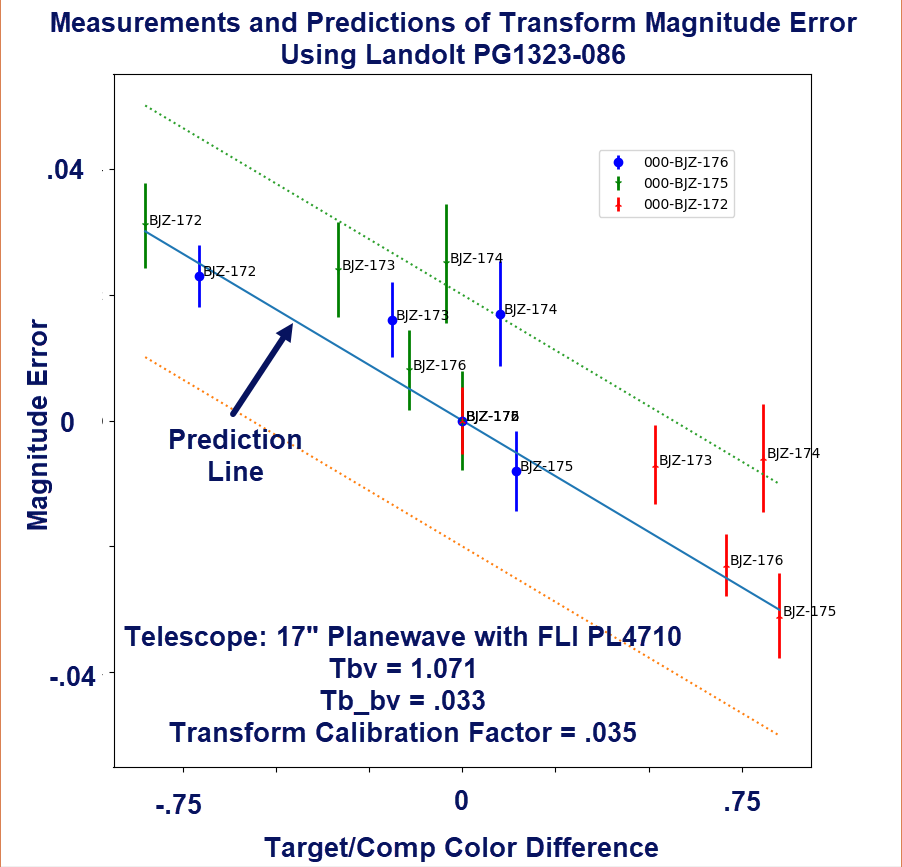 Measurements and Predictions of Transform Magnitude Error
Using Landolt PG1323-086
000-BJZ-176
000-BJZ-175
000-BJZ-172
.04
0
-.04
Magnitude Error
BJZ-172
BJZ-172
BJZ-173
BJZ-174
BJZ-173
BJZ-174
BJZ-176
BJZ-175
BJZ-173
BJZ-174
BJZ-176
BJZ-175
Prediction
Line
Telescope: 17" Planewave with FLI PL4710
Tbv = 1.071
Tb_bv = .033
Transform Calibration Factor = .035
-.75
0
.75
Target/Comp Color Difference